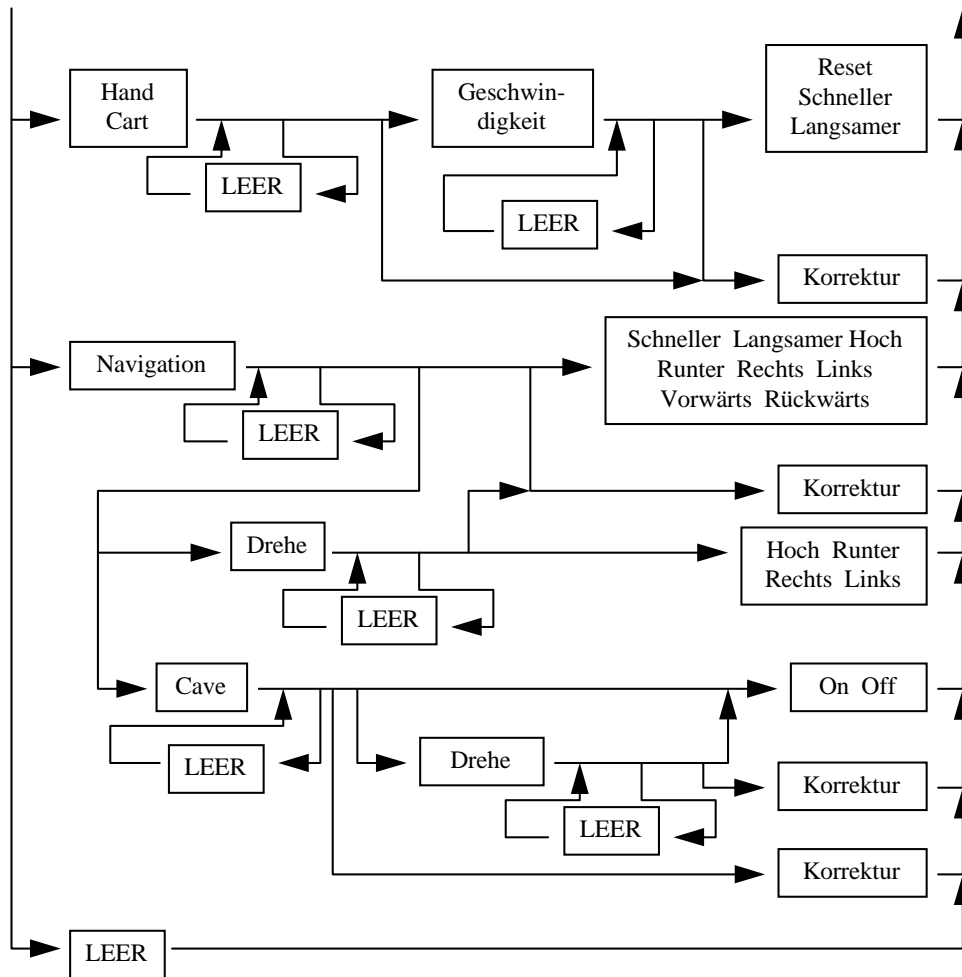 Hand
Cart
Geschwin-
digkeit
Reset
Schneller
Langsamer
LEER
LEER
Korrektur
Navigation
Schneller Langsamer Hoch
Runter Rechts Links
Vorwärts Rückwärts
LEER
Korrektur
Drehe
Hoch Runter
Rechts Links
LEER
Cave
On Off
LEER
Drehe
Korrektur
LEER
Korrektur
LEER